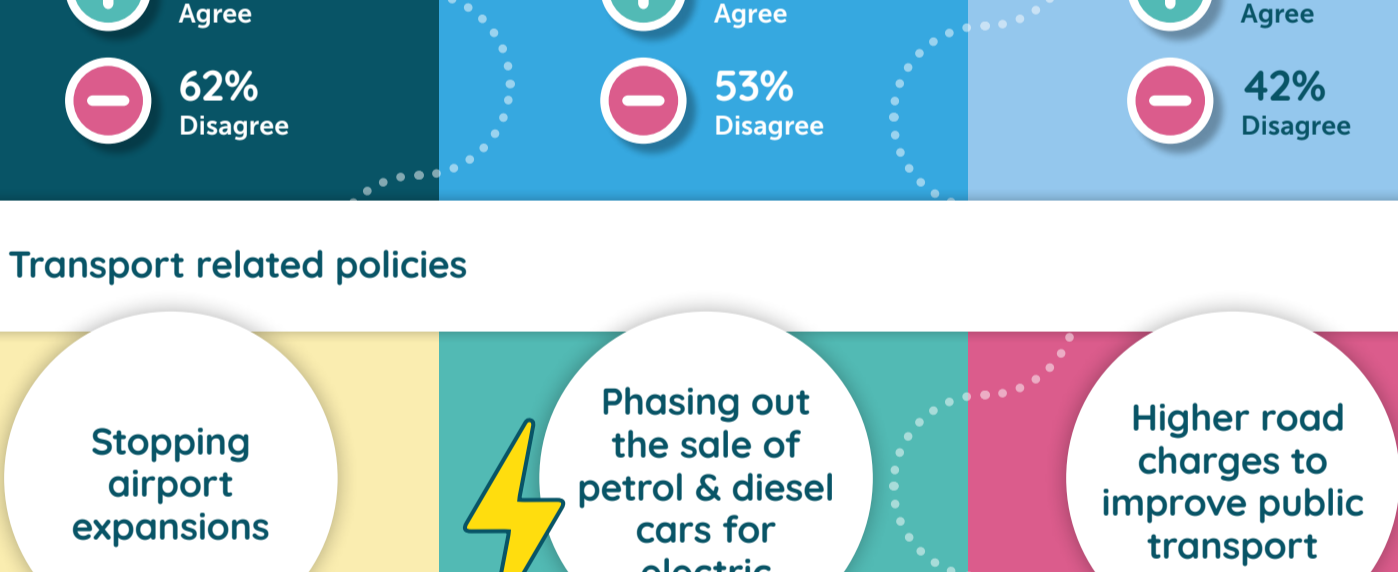 Agree
Agree
Agree
62%
Disagree
53%
Disagree
42%
Disagree
Transport related policies
Stopping
airport
expansions
Phasing out
the sale of
petrol & diesel
cars for
electric
Higher road
charges to
improve public
transport